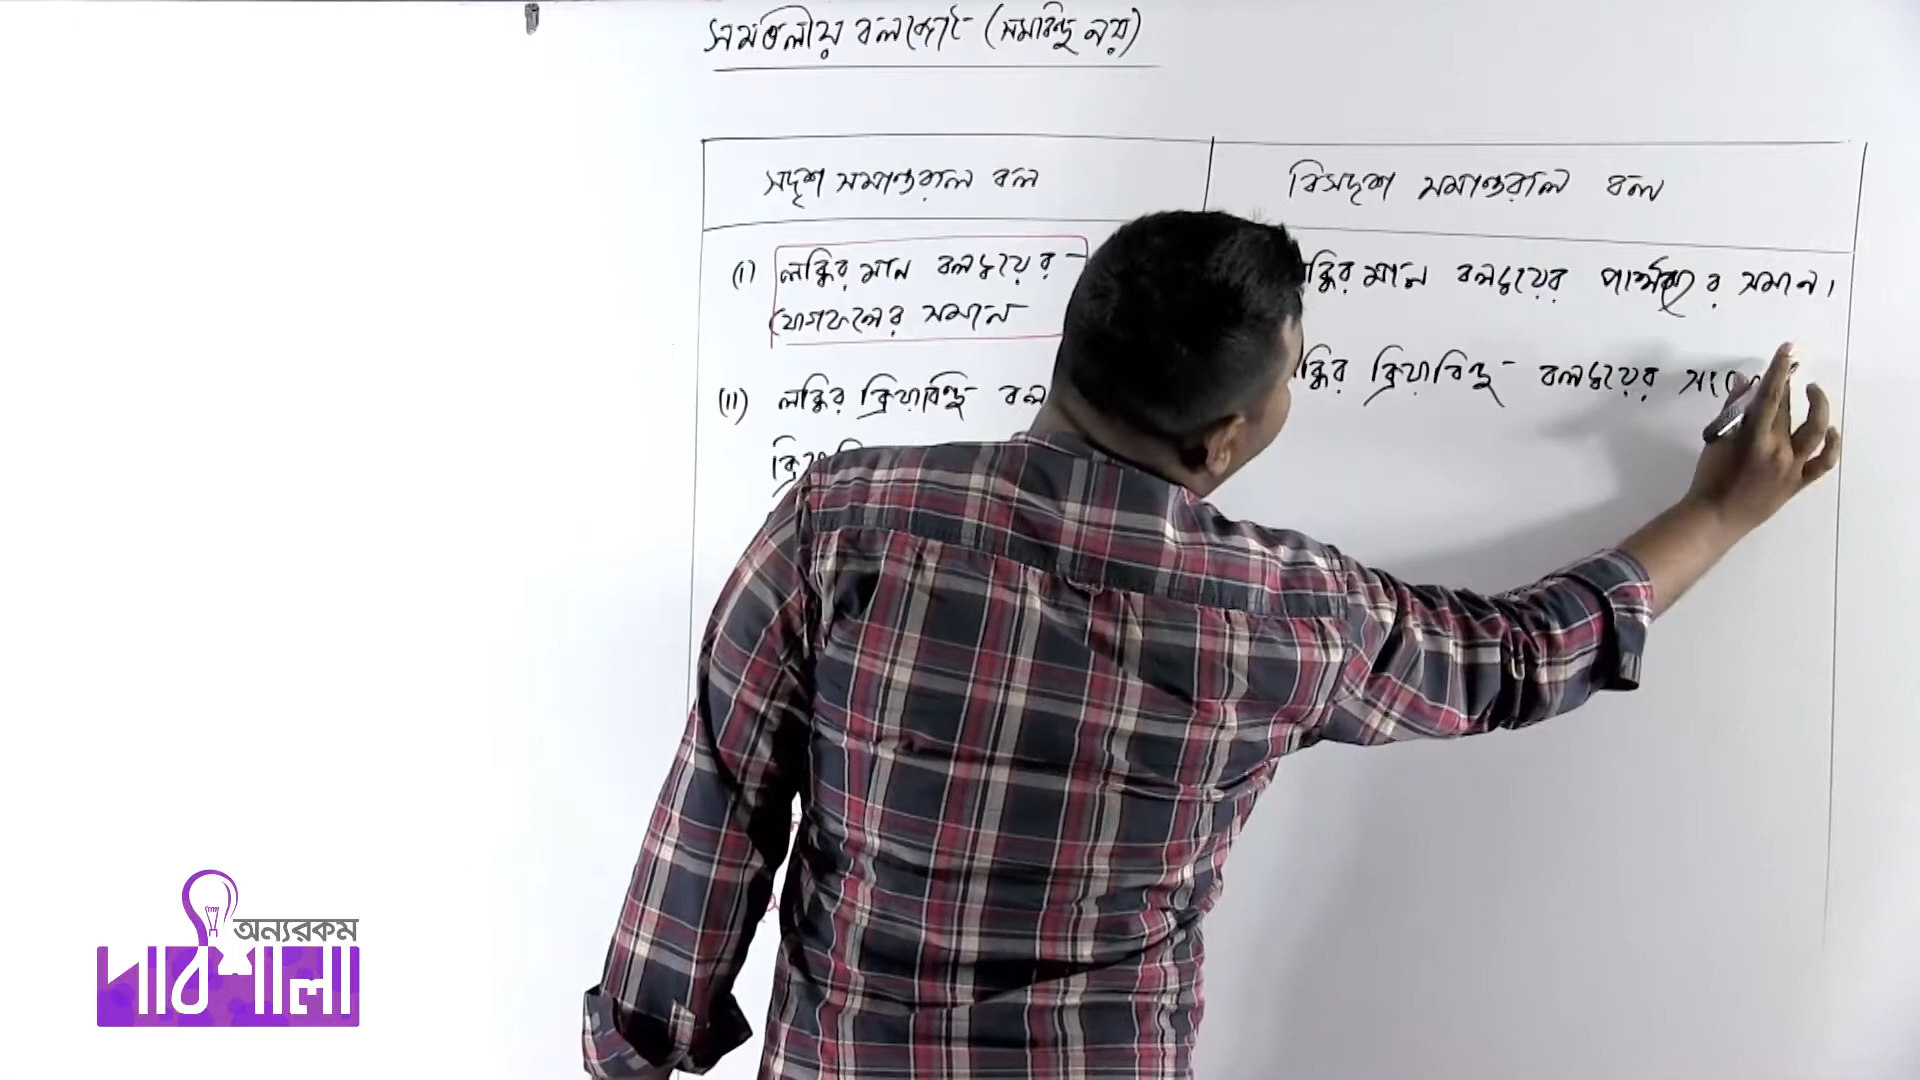 সমতলীয় বলজোট (সমবিন্দু নয়)
সদৃশ সমান্তরাল বল
বিসদৃশ সমান্তরাল বল
(i) লব্ধির মান বলদ্বয়ের
যোগফলের সমান
লব্ধির মান বলদ্বয়ের পার্থক্যের সমান।
(ii) লব্ধির ক্রিয়াবিন্দু
লব্ধির ক্রিয়াবিন্দু বলদ্বয়ের
অন্যরকম
পাঠশালা